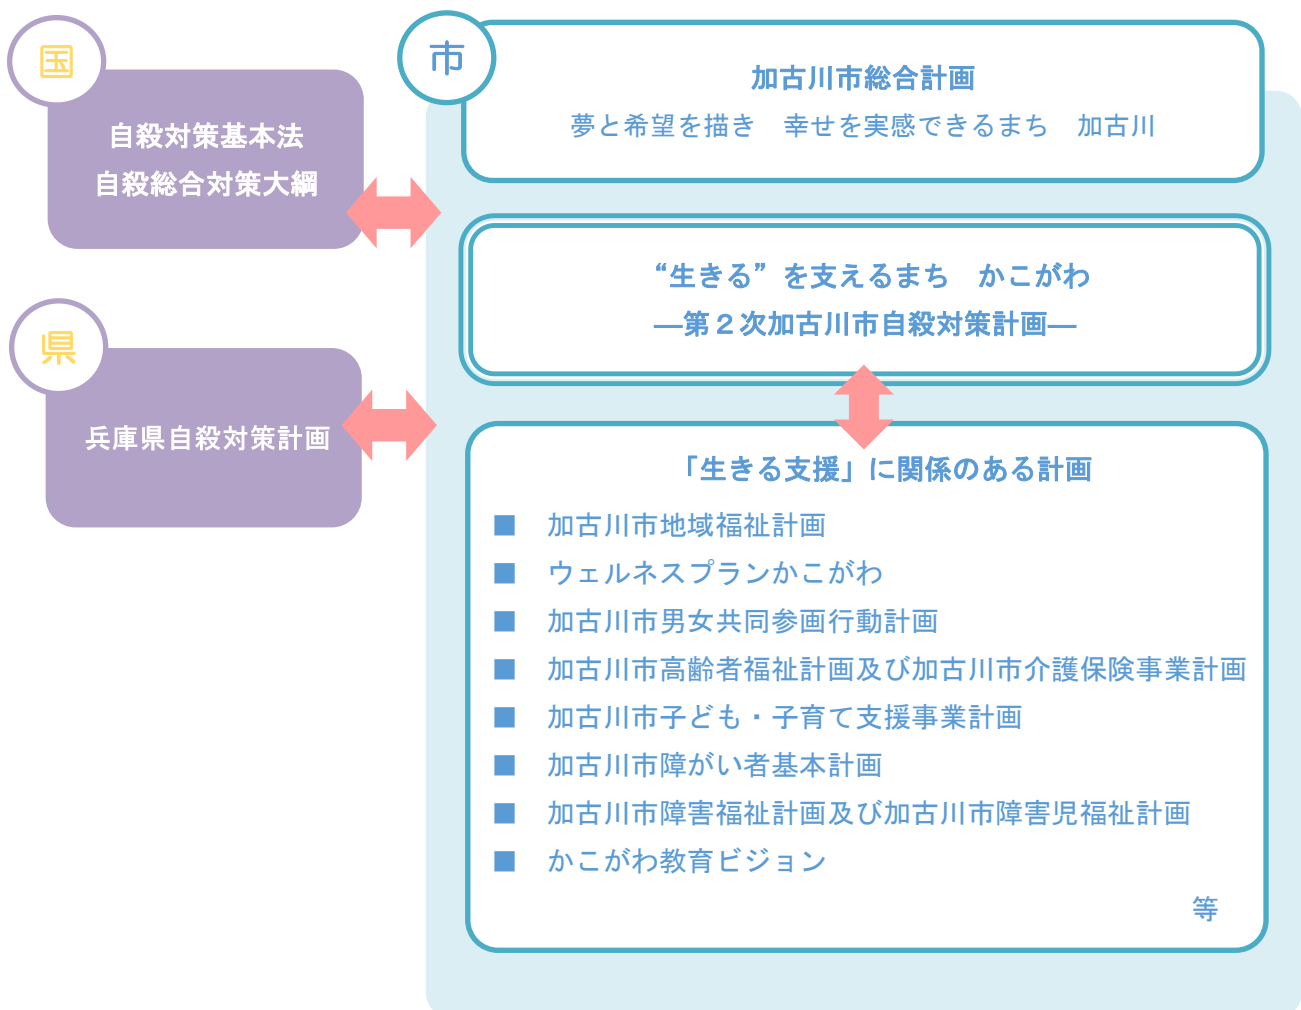 国
自殺対策基本法
自殺総合対策大綱
県
兵庫県自殺対策計画
市
加古川市総合計画
夢と希望を描き　幸せを実感できるまち　加古川
“生きる”を支えるまち　かこがわ
―第２次加古川市自殺対策計画―
「生きる支援」に関係のある計画
■　加古川市地域福祉計画
■　ウェルネスプランかこがわ
■　加古川市男女共同参画行動計画
■　加古川市高齢者福祉計画及び加古川市介護保険事業計画
■　加古川市子ども・子育て支援事業計画
■　加古川市障がい者基本計画
■　加古川市障害福祉計画及び加古川市障害児福祉計画
■　かこがわ教育ビジョン
等